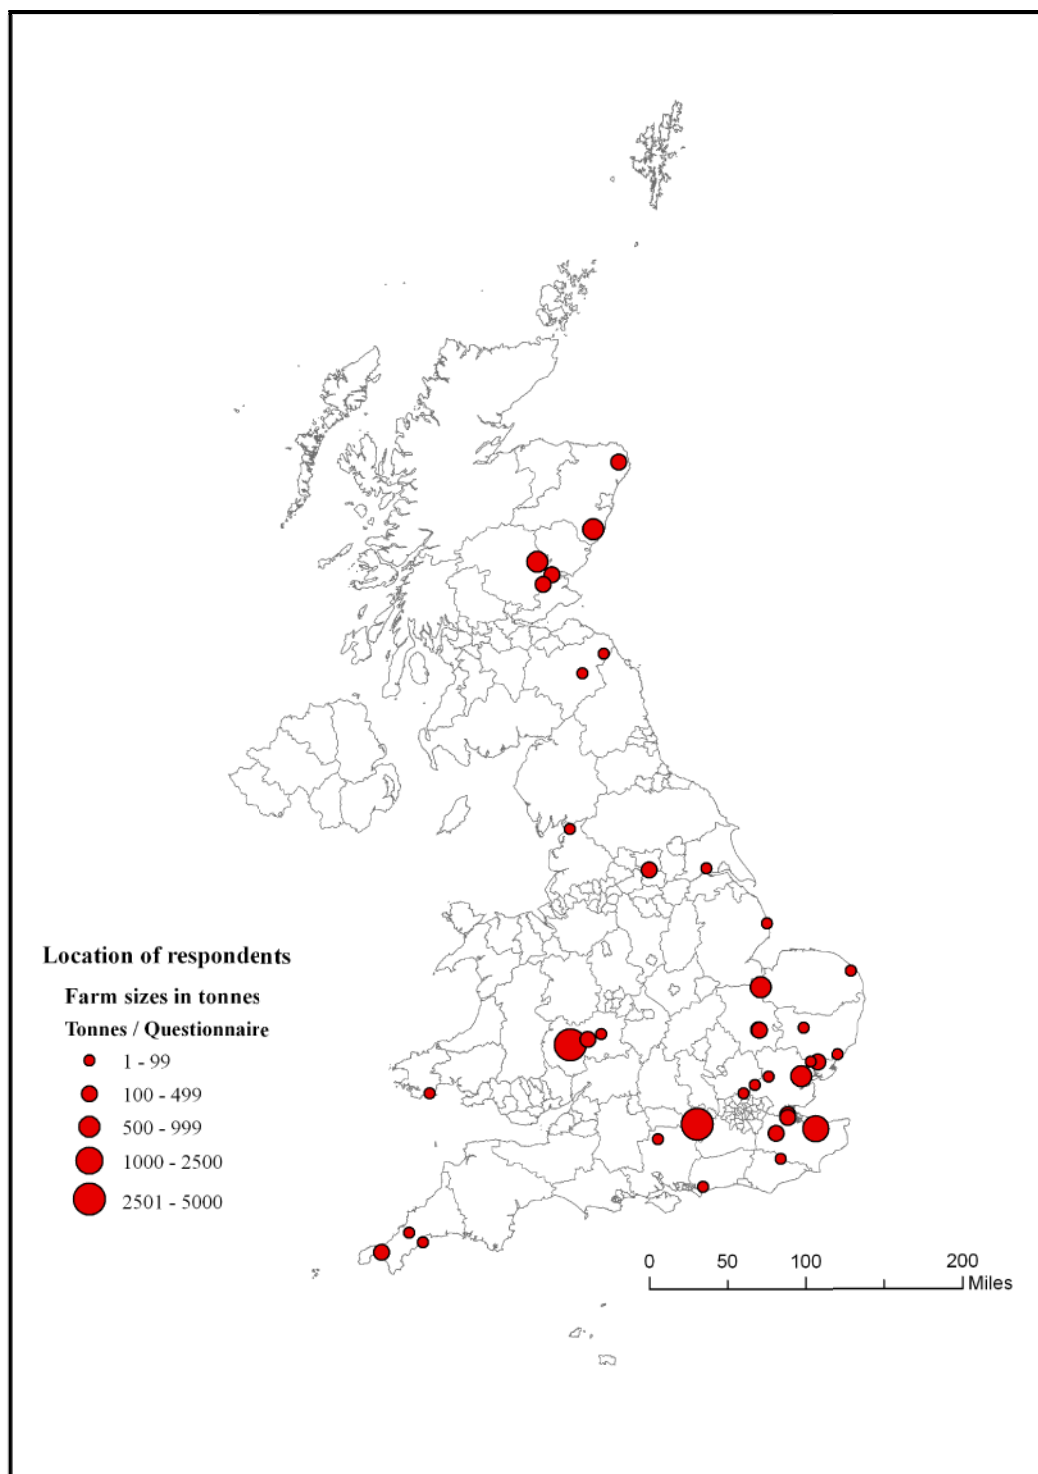 Location of respondents
Farm sizes in tonnes
Tonnes / Questionnaire
1 - 99
100 - 499
500 - 999
1000 - 2500
2501 - 5000
0 50 100 200
Miles